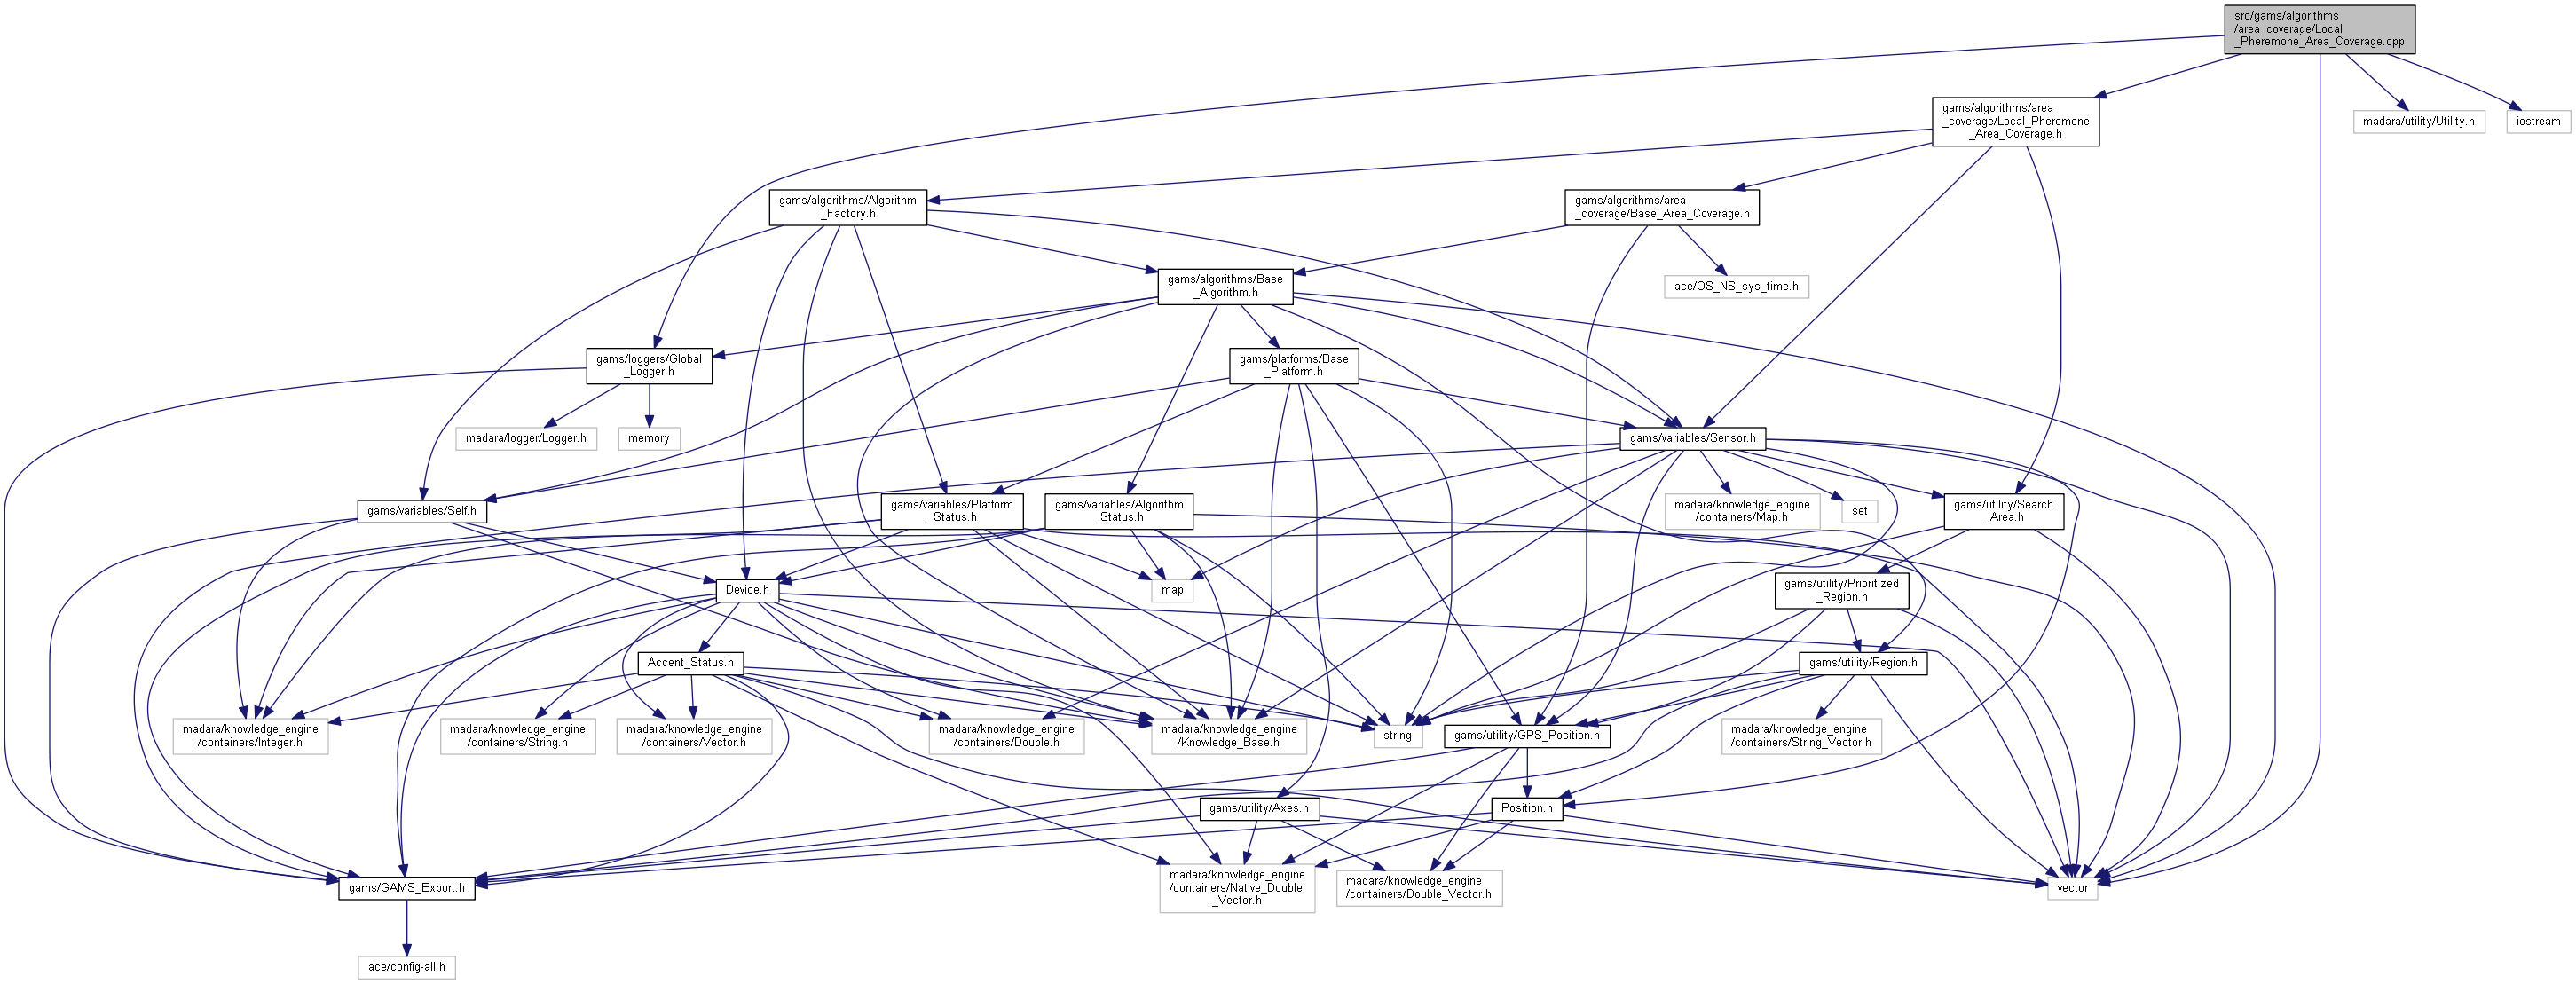 src/gams/algorithms
/area_coverage/Local
_Pheremone_Area_Coverage.cpp
gams/algorithms/area
_coverage/Local_Pheremone
_Area_Coverage.h
madara/utility/Utility.h
iostream
gams/algorithms/Algorithm
_Factory.h
gams/algorithms/area
_coverage/Base_Area_Coverage.h
gams/algorithms/Base
_Algorithm.h
ace/OS_NS_sys_time.h
gams/loggers/Global
_Logger.h
gams/platforms/Base
_Platform.h
madara/logger/Logger.h
memory
gams/variables/Sensor.h
gams/variables/Self.h
gams/variables/Platform
_Status.h
gams/variables/Algorithm
_Status.h
madara/knowledge_engine
/containers/Map.h
set
gams/utility/Search
_Area.h
Device.h
map
gams/utility/Prioritized
_Region.h
Accent_Status.h
gams/utility/Region.h
madara/knowledge_engine
/containers/Integer.h
madara/knowledge_engine
/containers/String.h
madara/knowledge_engine
/containers/Vector.h
madara/knowledge_engine
/containers/Double.h
madara/knowledge_engine
/Knowledge_Base.h
string
gams/utility/GPS_Position.h
madara/knowledge_engine
/containers/String_Vector.h
gams/utility/Axes.h
Position.h
gams/GAMS_Export.h
madara/knowledge_engine
/containers/Native_Double
_Vector.h
madara/knowledge_engine
/containers/Double_Vector.h
vector
ace/config-all.h